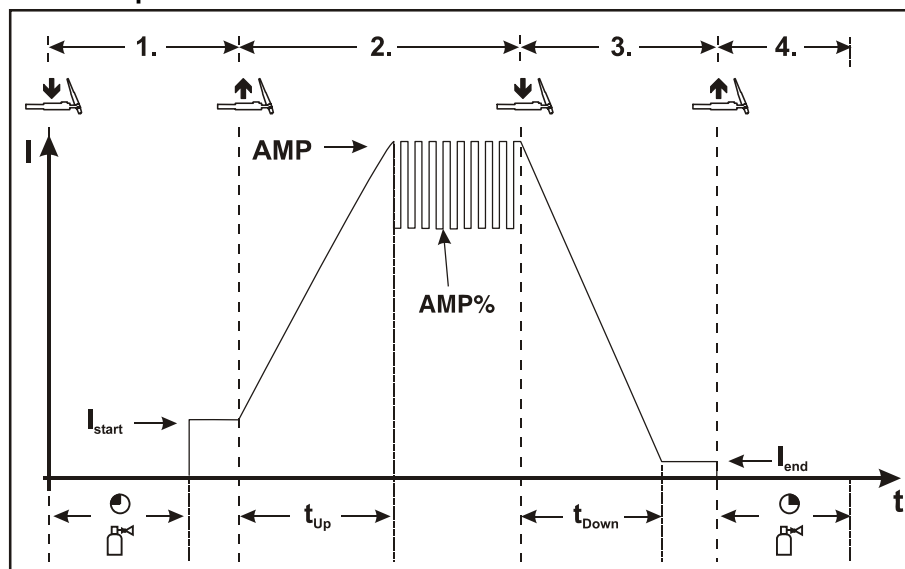 1.
2.
3.
4.
I
AMP
AMP%
Istart
Iend
t
tUp
tDown